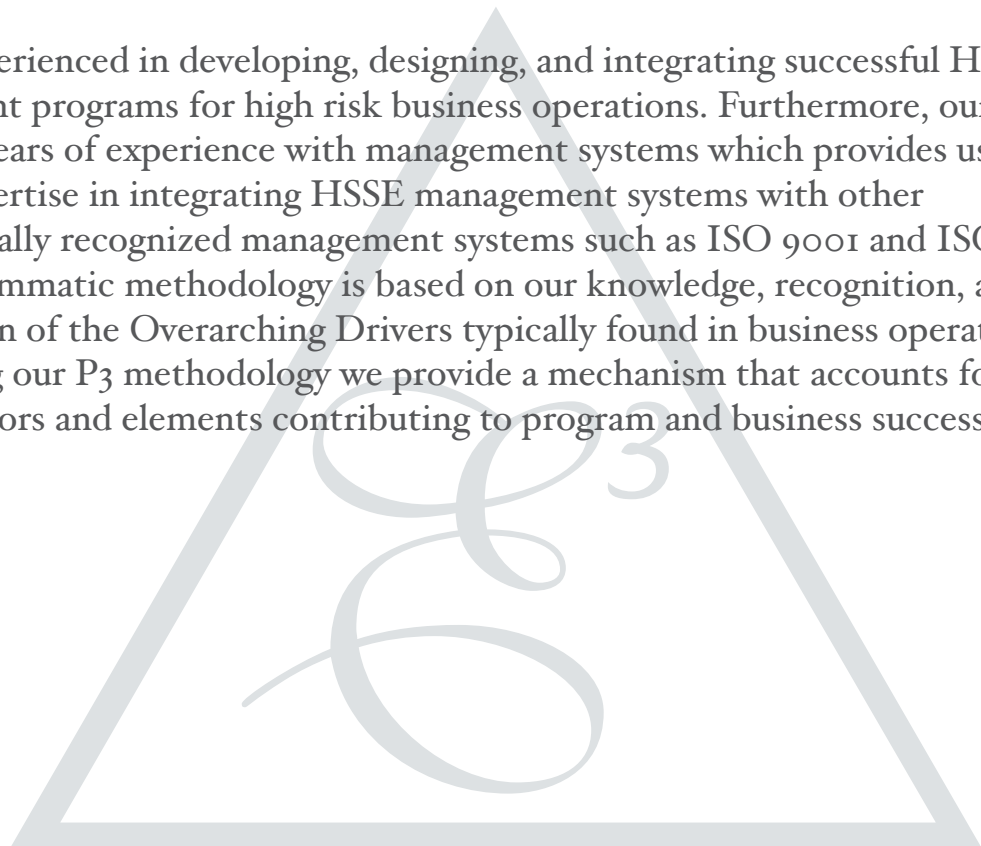 erienced in developing, designing, and integrating successful H
nt programs for high risk business operations. Furthermore, our
ears of experience with management systems which provides us
ertise in integrating HSSE management systems with other
ally recognized management systems such as ISO 9001 and ISO
mmatic methodology is based on our knowledge, recognition, a
n of the Overarching Drivers typically found in business operat
g our P3 methodology we provide a mechanism that accounts fo
ors and elements contributing to program and business success
E3